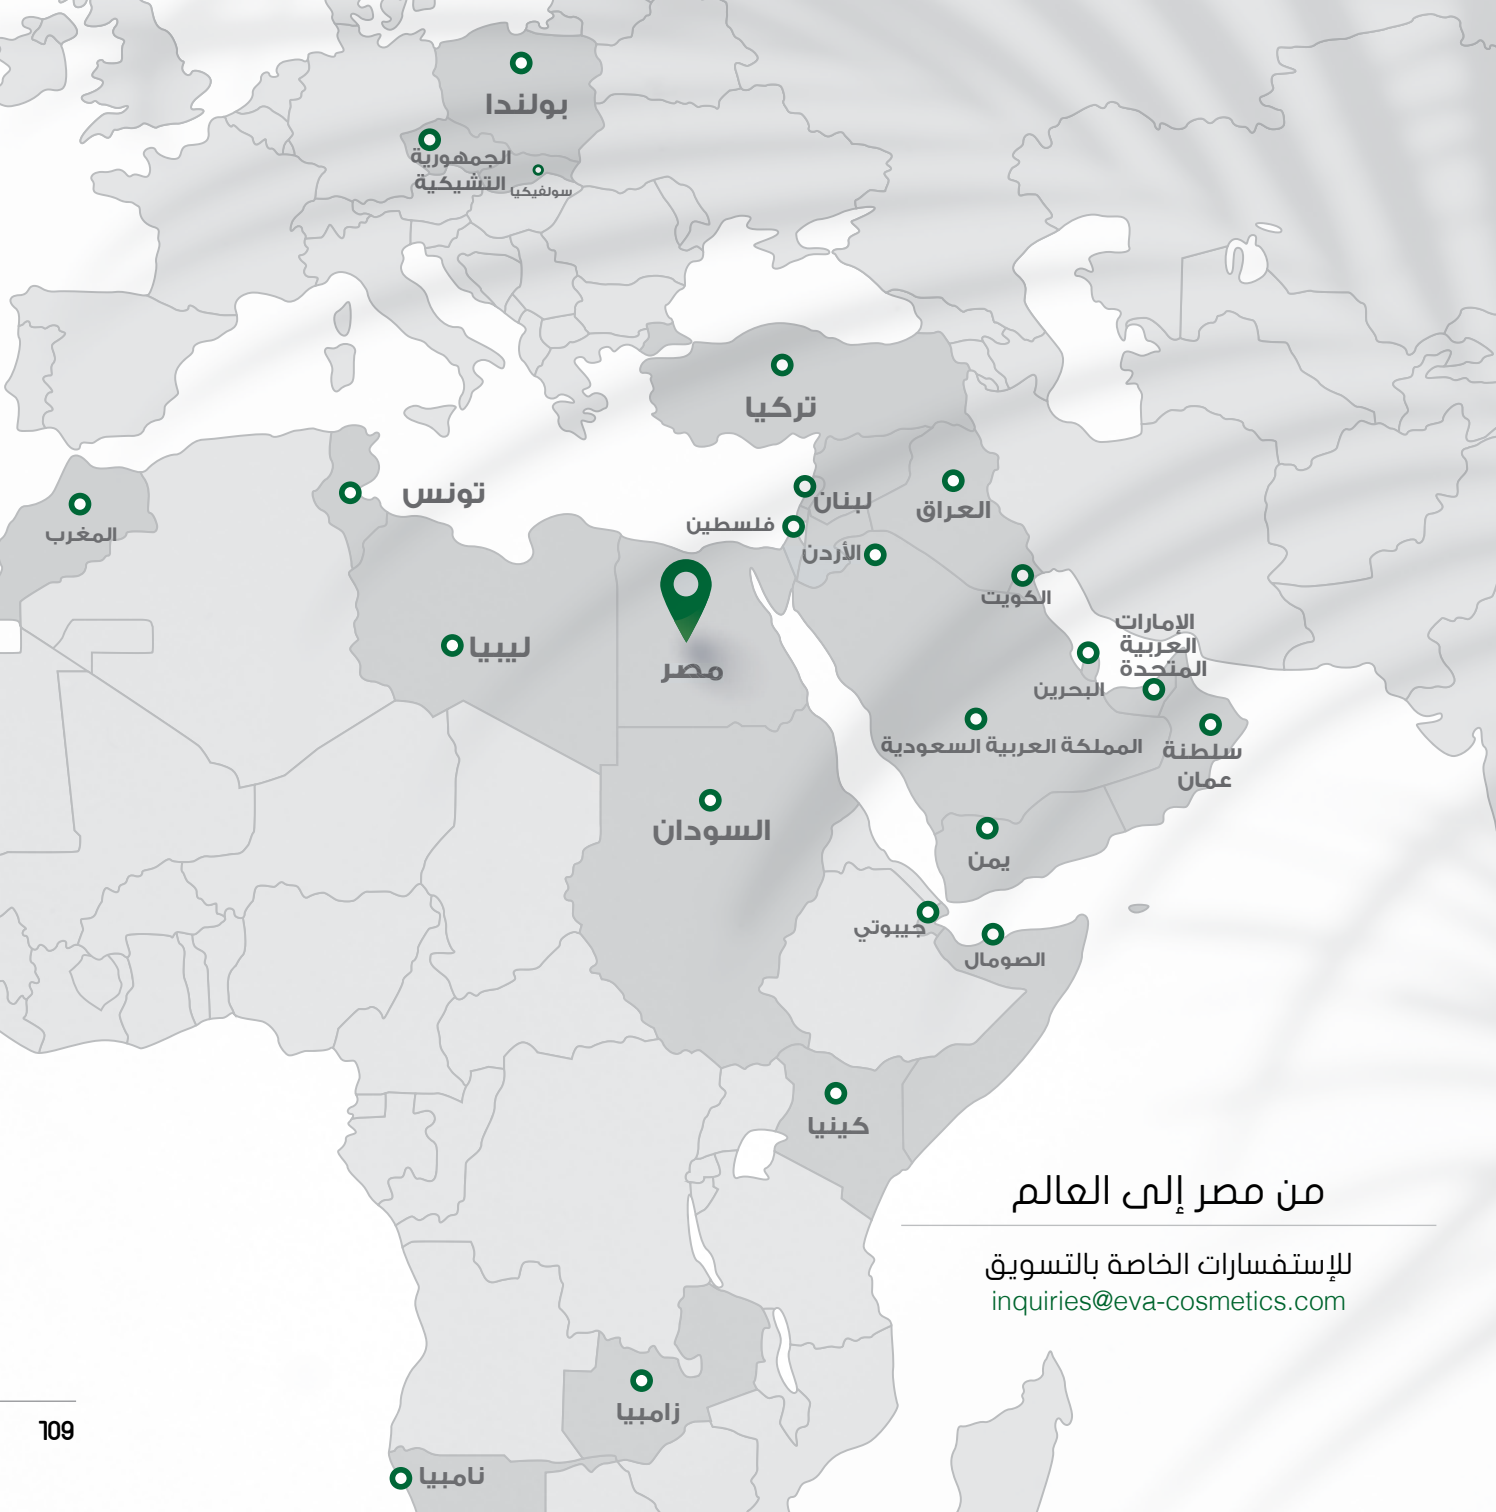 بولندا
الجمهورية
التشيكية
سولفيكيا
تركيا
تونس
المغرب
لبنان
العراق
فلسطين
الأردن
الكويت
ليبيا
مصر
الإمارات
العربية
المتحدة
البحرين
المملكة العربية السعودية
سلطنة
عمان
السودان
يمن
جيبوتي
الصومال
كينيا
من مصر إلى العالم
للإستفسارات الخاصة بالتسويق
inquiries@eva-cosmetics.com
زامبيا
نامبيا
109